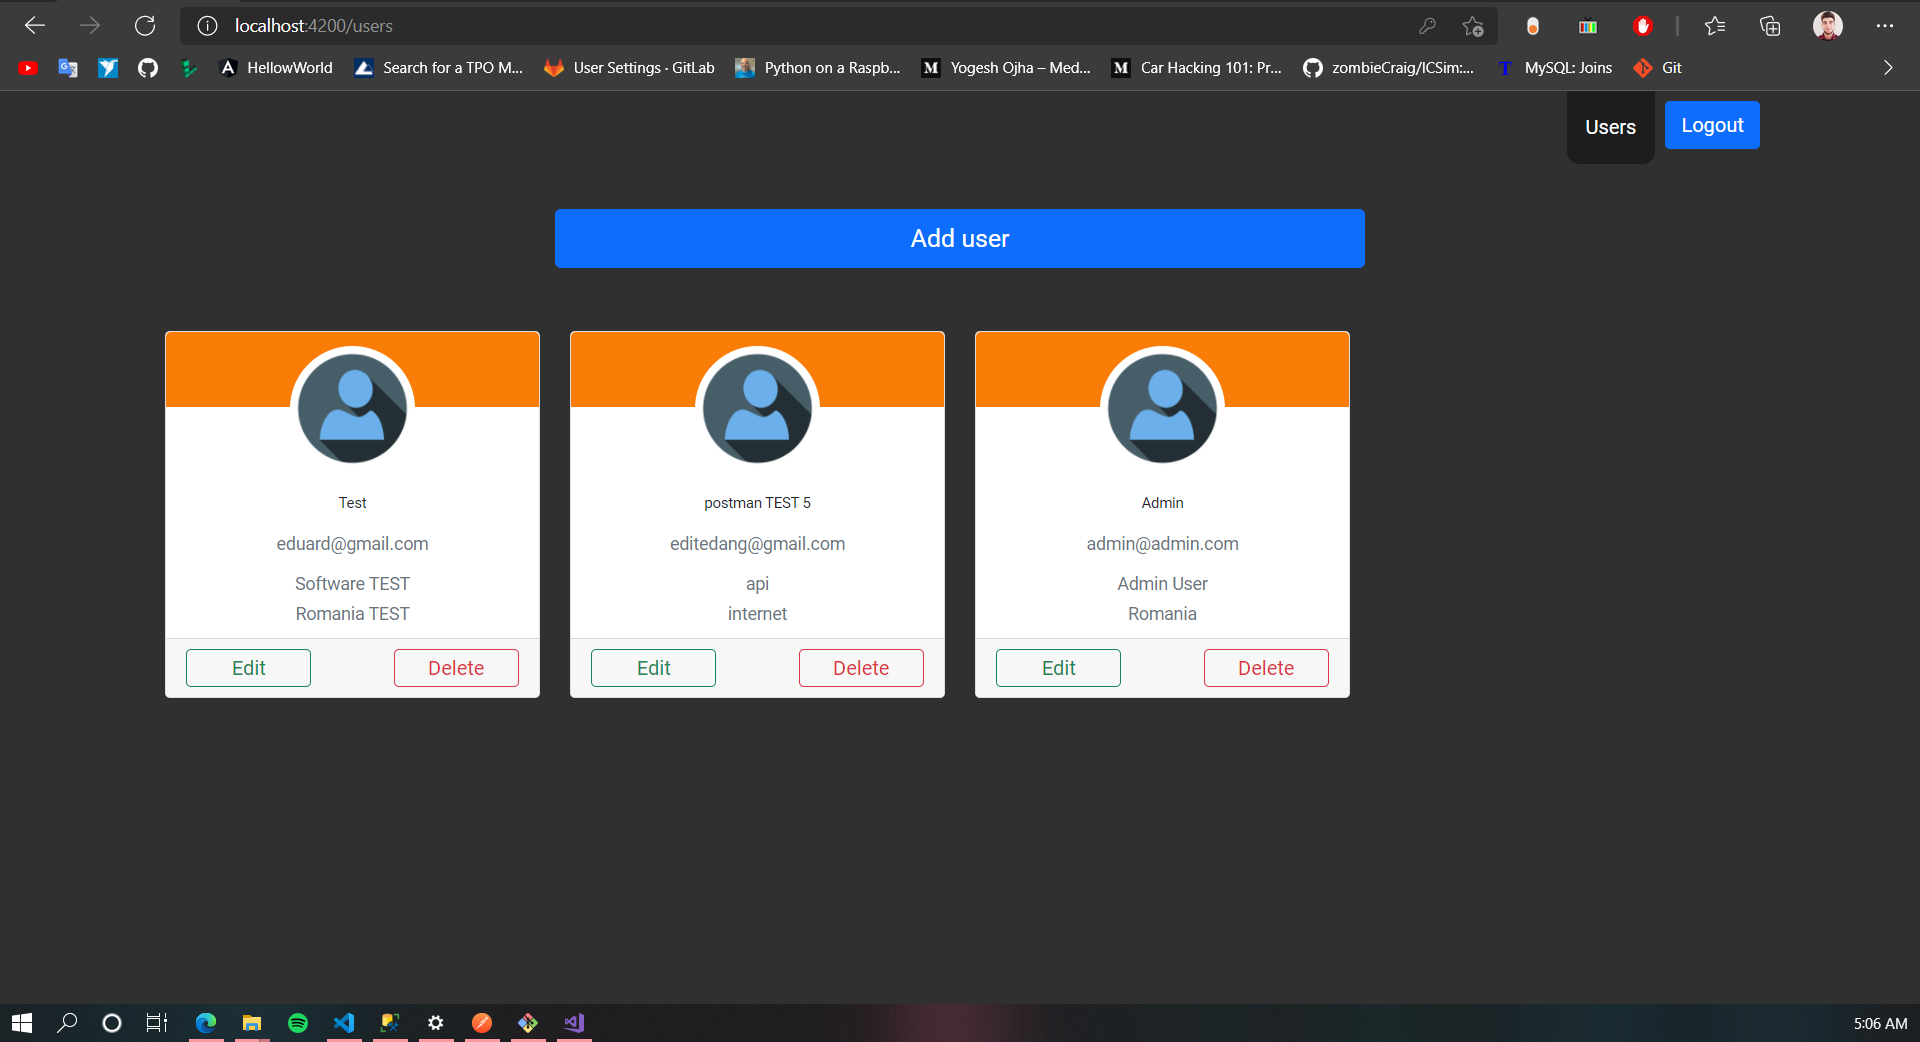 localhost:4200/users
HellowWorld
Search for a TPO M...
User Settings · GitLab
Python on a Raspb...
M
Yogesh Ojha – Med...
M
Car Hacking 101: Pr...
zombieCraig/ICSim:...
T
MySQL: Joins
Git
Users
Logout
Add user
Test
eduard@gmail.com
Software TEST
Romania TEST
Edit
Delete
postman TEST 5
editedang@gmail.com
api
internet
Edit
Delete
Admin
admin@admin.com
Admin User
Romania
Edit
Delete
5:06 AM